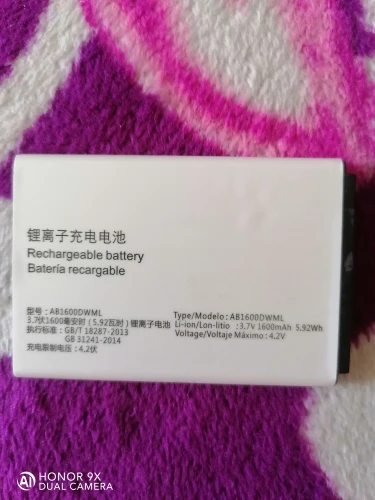 锂离子充电电池
Rechargeable battery
Batería recargable
型号: AB1600DWML
3.7伏1600毫安时 (5.92瓦时) 锂离子电池
执行标准: GB/T 18287-2013
GB 31241-2014
充电限制电压: 4.2伏
Type/Modelo: AB1600DWML
Li-ion/Lon-litio :3.7V 1600mAh 5.92Wh
Voltage/Voltaje Máximo: 4.2V
HONOR 9X
DUAL CAMERA